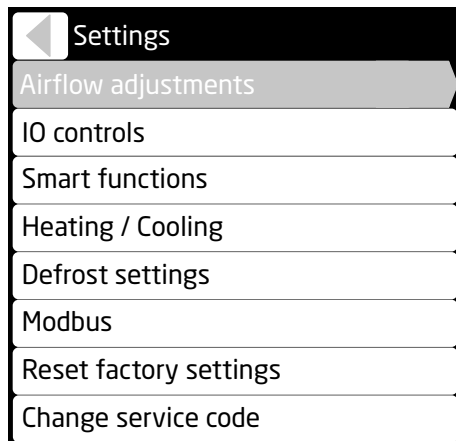 Settings
Airflow adjustments
IO controls
Smart functions
Heating / Cooling
Defrost settings
Modbus
Reset factory settings
Change service code